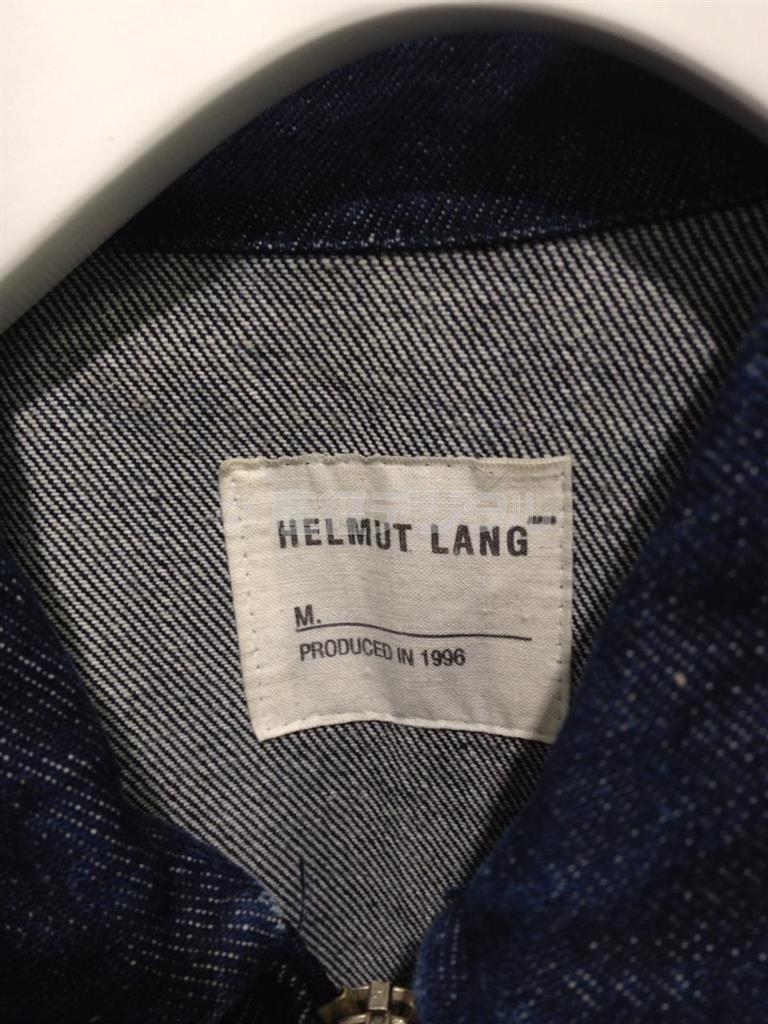 HELMUT LANG
M.
PRODUCED IN 1996